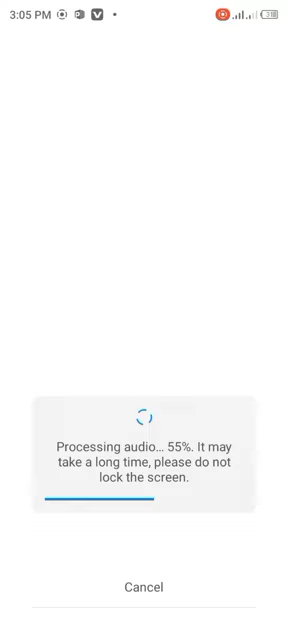 3:05 PM
Processing audio... 55%. It may
take a long time, please do not
lock the screen.
Cancel